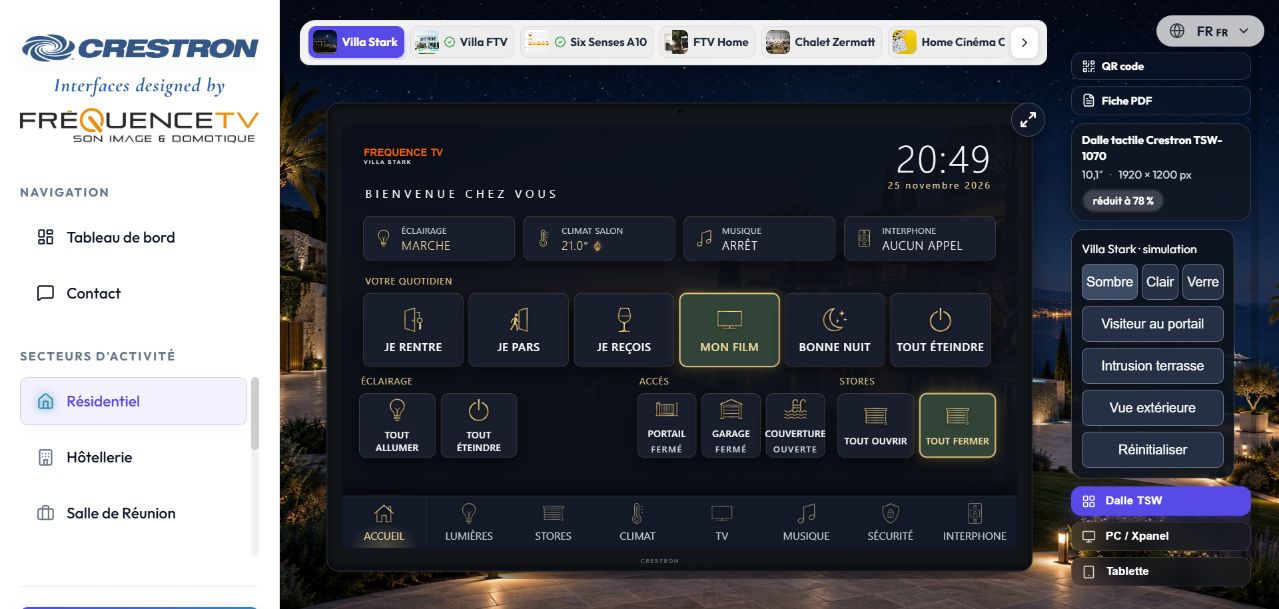 CRESTRON
Interfaces designed by
FRÉQUENCETV
SON IMAGE & DOMOTIQUE
NAVIGATION
Tableau de bord
Contact
SECTEURS D'ACTIVITÉ
Résidentiel
Hôtellerie
Salle de Réunion
Villa Stark
Villa FTV
Six Senses A10
FTV Home
Chalet Zermatt
Home Cinéma C
FR FR
QR code
Fiche PDF
Dalle tactile Crestron TSW-
1070
10,1" · 1920 × 1200 px
réduit à 78 %
Villa Stark · simulation
Sombre Clair Verre
Visiteur au portail
Intrusion terrasse
Vue extérieure
Réinitialiser
Dalle TSW
PC / Xpanel
Tablette
FREQUENCE TV
VILLA STARK
20:49
25 novembre 2026
BIENVENUE CHEZ VOUS
ÉCLAIRAGE
MARCHE
CLIMAT SALON
21.0°
MUSIQUE
ARRÊT
INTERPHONE
AUCUN APPEL
VOTRE QUOTIDIEN
JE RENTRE
JE PARS
JE REÇOIS
MON FILM
BONNE NUIT
TOUT ÉTEINDRE
ÉCLAIRAGE
TOUT
ALLUMER
TOUT
ÉTEINDRE
ACCÈS
PORTAIL
FERMÉ
GARAGE
FERMÉ
COUVERTURE
OUVERTE
STORES
TOUT OUVRIR
TOUT FERMER
ACCUEIL
LUMIÈRES
STORES
CLIMAT
TV
MUSIQUE
SÉCURITÉ
INTERPHONE
CRESTRON